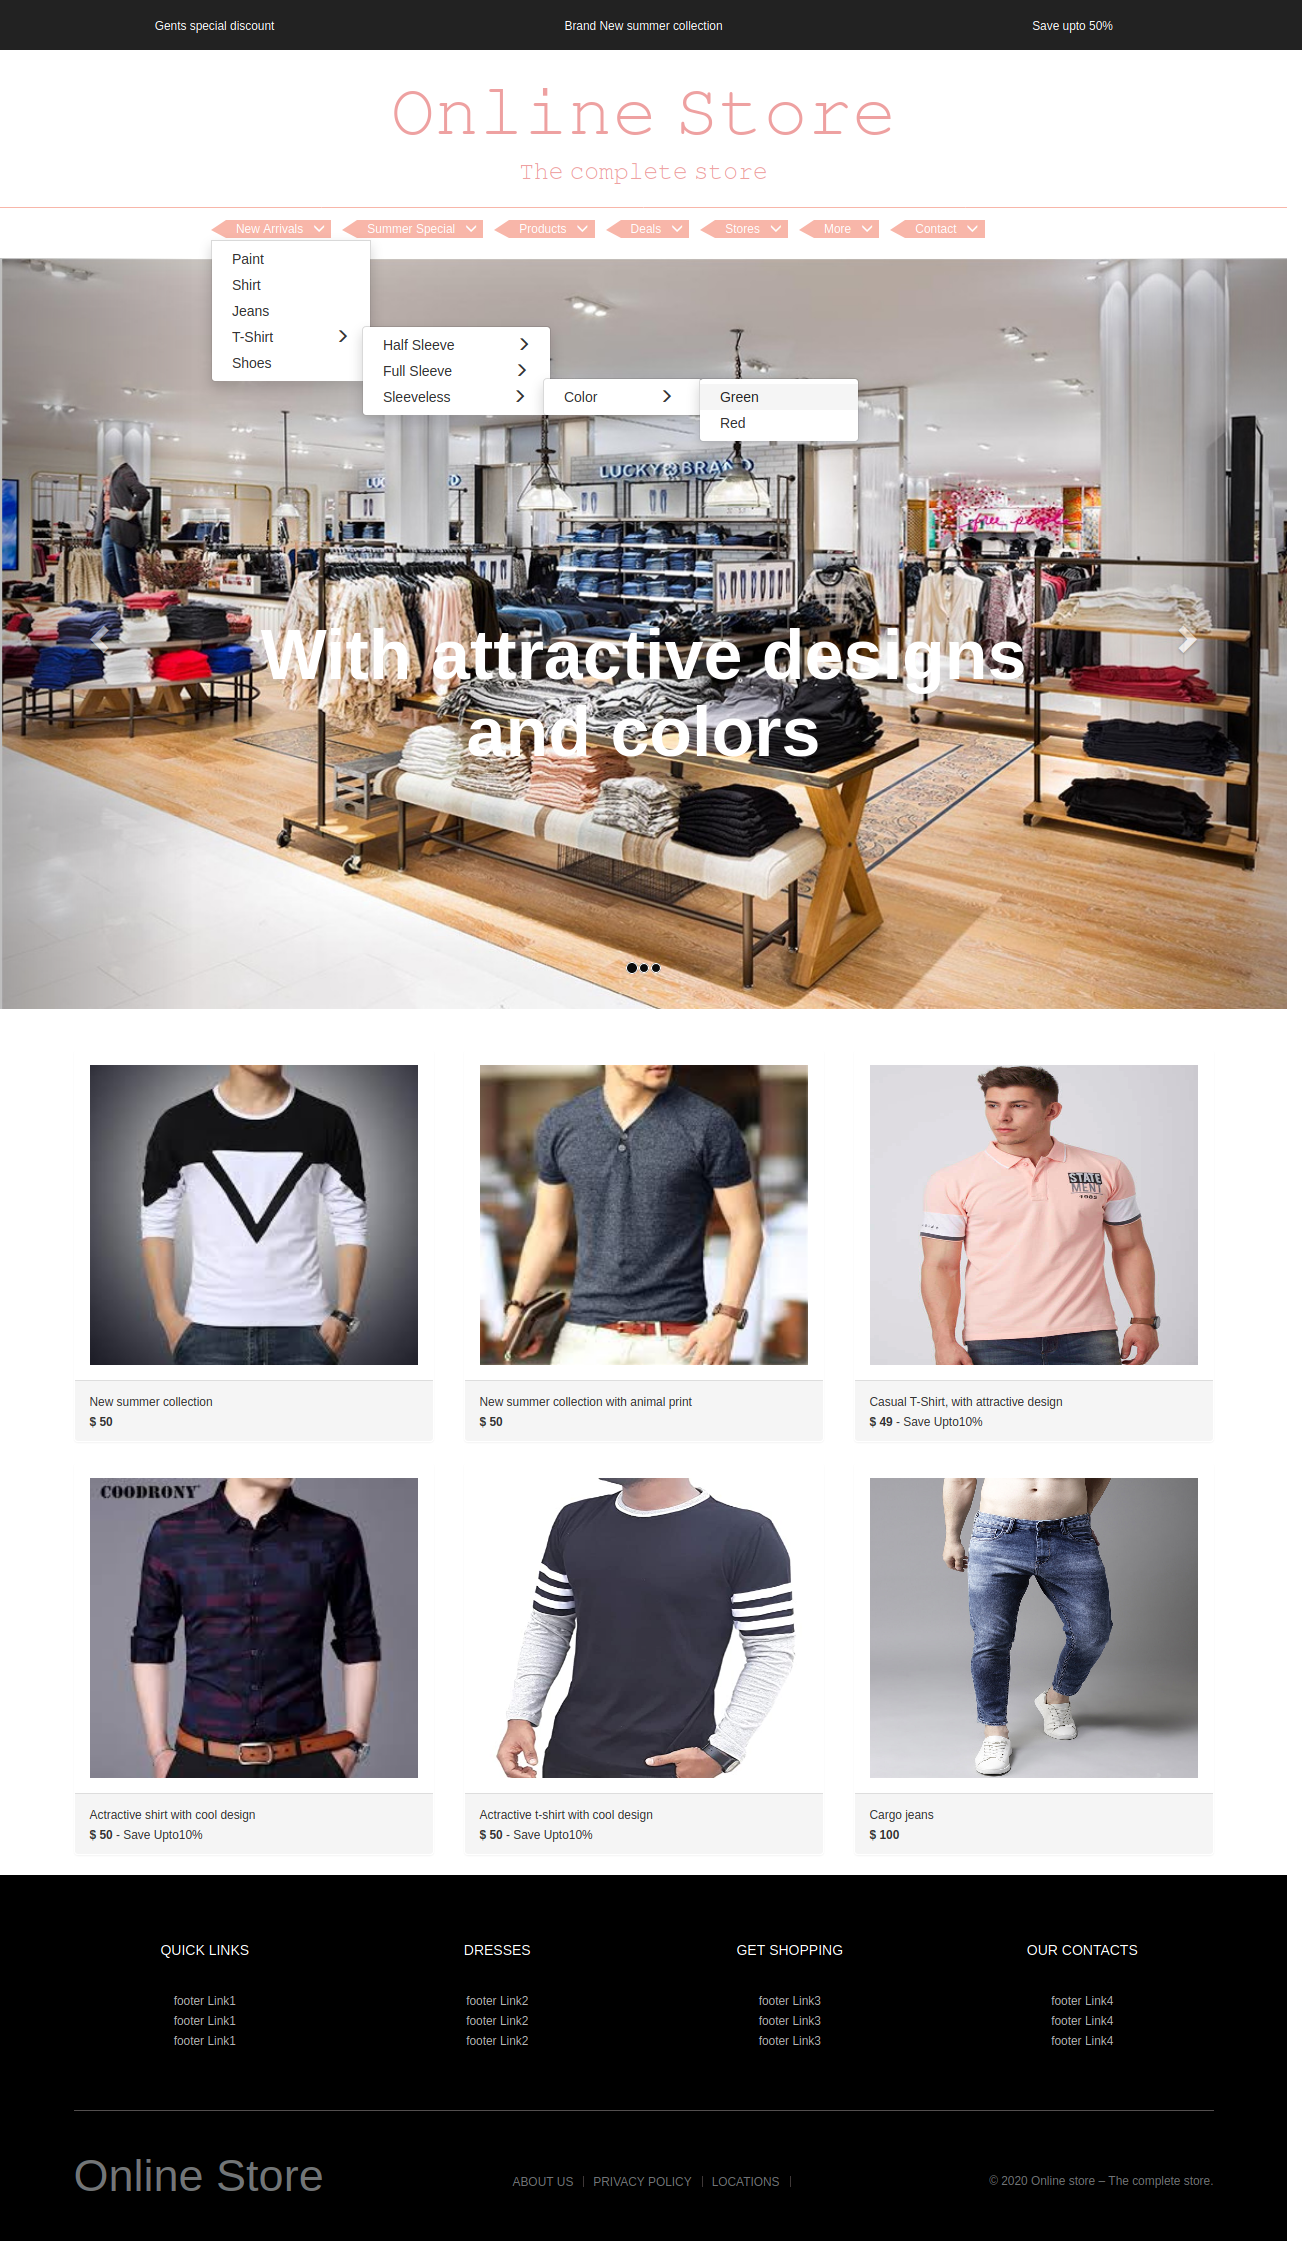 Gents special discount
Brand New summer collection
Save upto 50%
Online Store
The complete store
New Arrivals
Summer Special
Products
Deals
Stores
More
Contact
Paint
Shirt
Jeans
T-Shirt
Shoes
Half Sleeve
Full Sleeve
Sleeveless
Color
Green
Red
LUCKY BRAND
free people
With attractive designs
and colors
STATE
MENT
New summer collection
$ 50
New summer collection with animal print
$ 50
Casual T-Shirt, with attractive design
$ 49 - Save Upto10%
COODRONY
Actractive shirt with cool design
$ 50 - Save Upto10%
Actractive t-shirt with cool design
$ 50 - Save Upto10%
Cargo jeans
$ 100
QUICK LINKS
footer Link1
footer Link1
footer Link1
DRESSES
footer Link2
footer Link2
footer Link2
GET SHOPPING
footer Link3
footer Link3
footer Link3
OUR CONTACTS
footer Link4
footer Link4
footer Link4
Online Store
ABOUT US
PRIVACY POLICY
LOCATIONS
© 2020 Online store – The complete store.